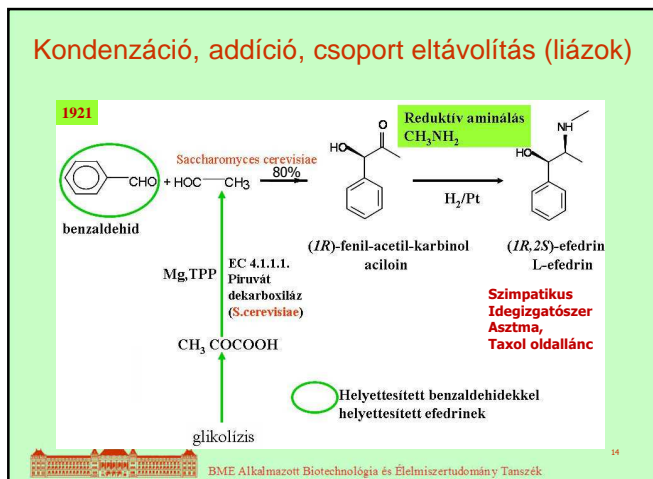 Kondenzáció, addíció, csoport eltávolítás (liázok)
1921
Reduktív aminálás
CH3NH2
O
NH
HO
HO
Saccharomyces cerevisiae
80%
CHO + HOC
CH3
H2/Pt
benzaldehid
(1R)-fenil-acetil-karbinol
aciloin
(1R,2S)-efedrin
L-efedrin
Mg,TPP
EC 4.1.1.1.
Piruvát
dekarboxiláz
(S.cerevisiae)
Szimpatikus
Idegizgatószer
Asztma,
Taxol oldallánc
CH3 COCOOH
Helyettesített benzaldehidekkel
helyettesített efedrinek
glikolízis
14
BME Alkalmazott Biotechnológia és Élelmiszertudomány Tanszék